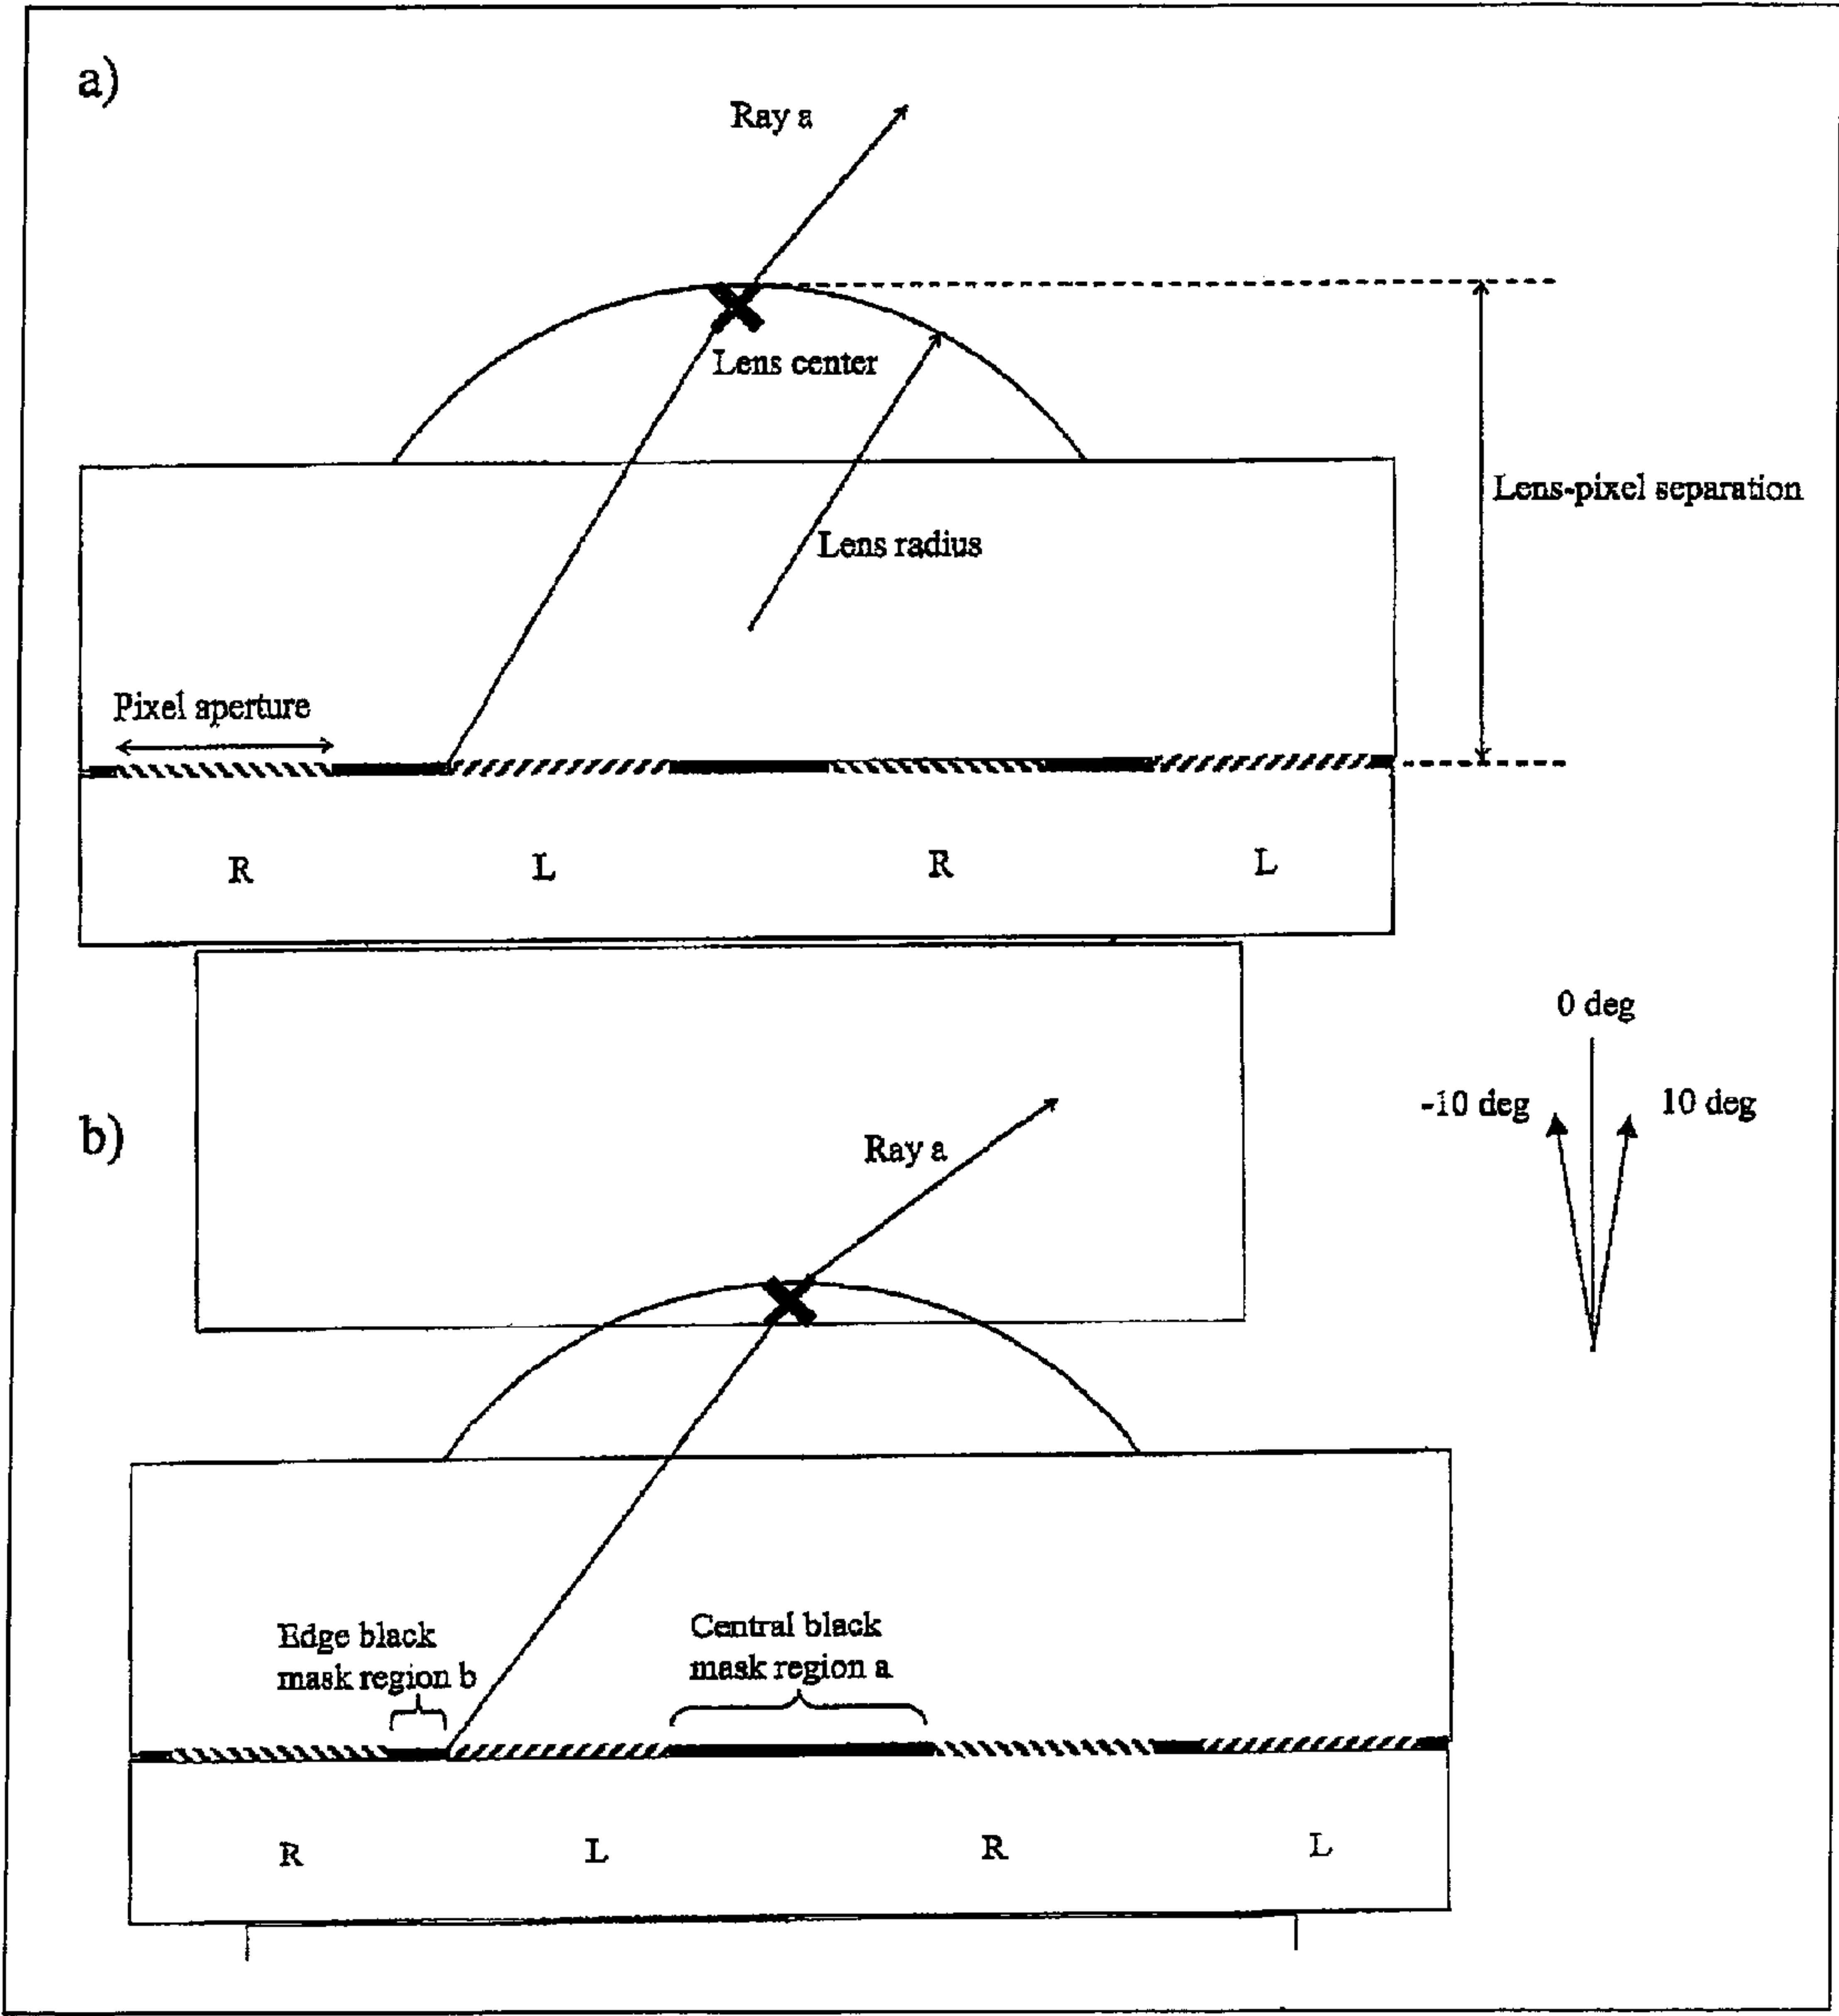 a)
Ray a
Lens center
Lens-pixel separation
Lens radius
Pixel aperture
R L R L
0 deg
-10 deg 10 deg
b)
Ray a
Edge black
mask region b
Central black
mask region a
R L R L